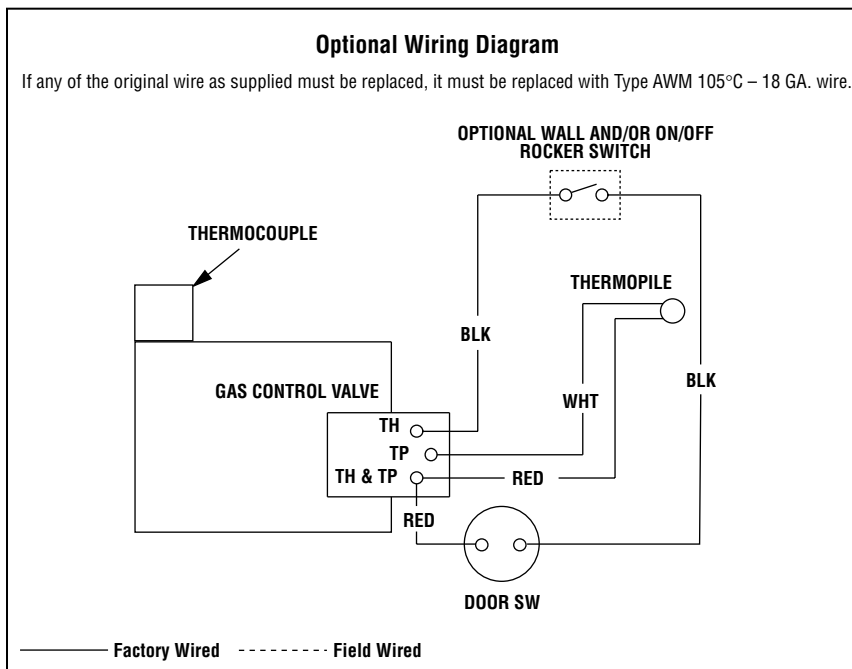 Optional Wiring Diagram
If any of the original wire as supplied must be replaced, it must be replaced with Type AWM 105°C – 18 GA. wire.
OPTIONAL WALL AND/OR ON/OFF
ROCKER SWITCH
THERMOCOUPLE
THERMOPILE
BLK
BLK
GAS CONTROL VALVE
WHT
TH
TP
TH & TP
RED
RED
DOOR SW
Factory Wired
Field Wired